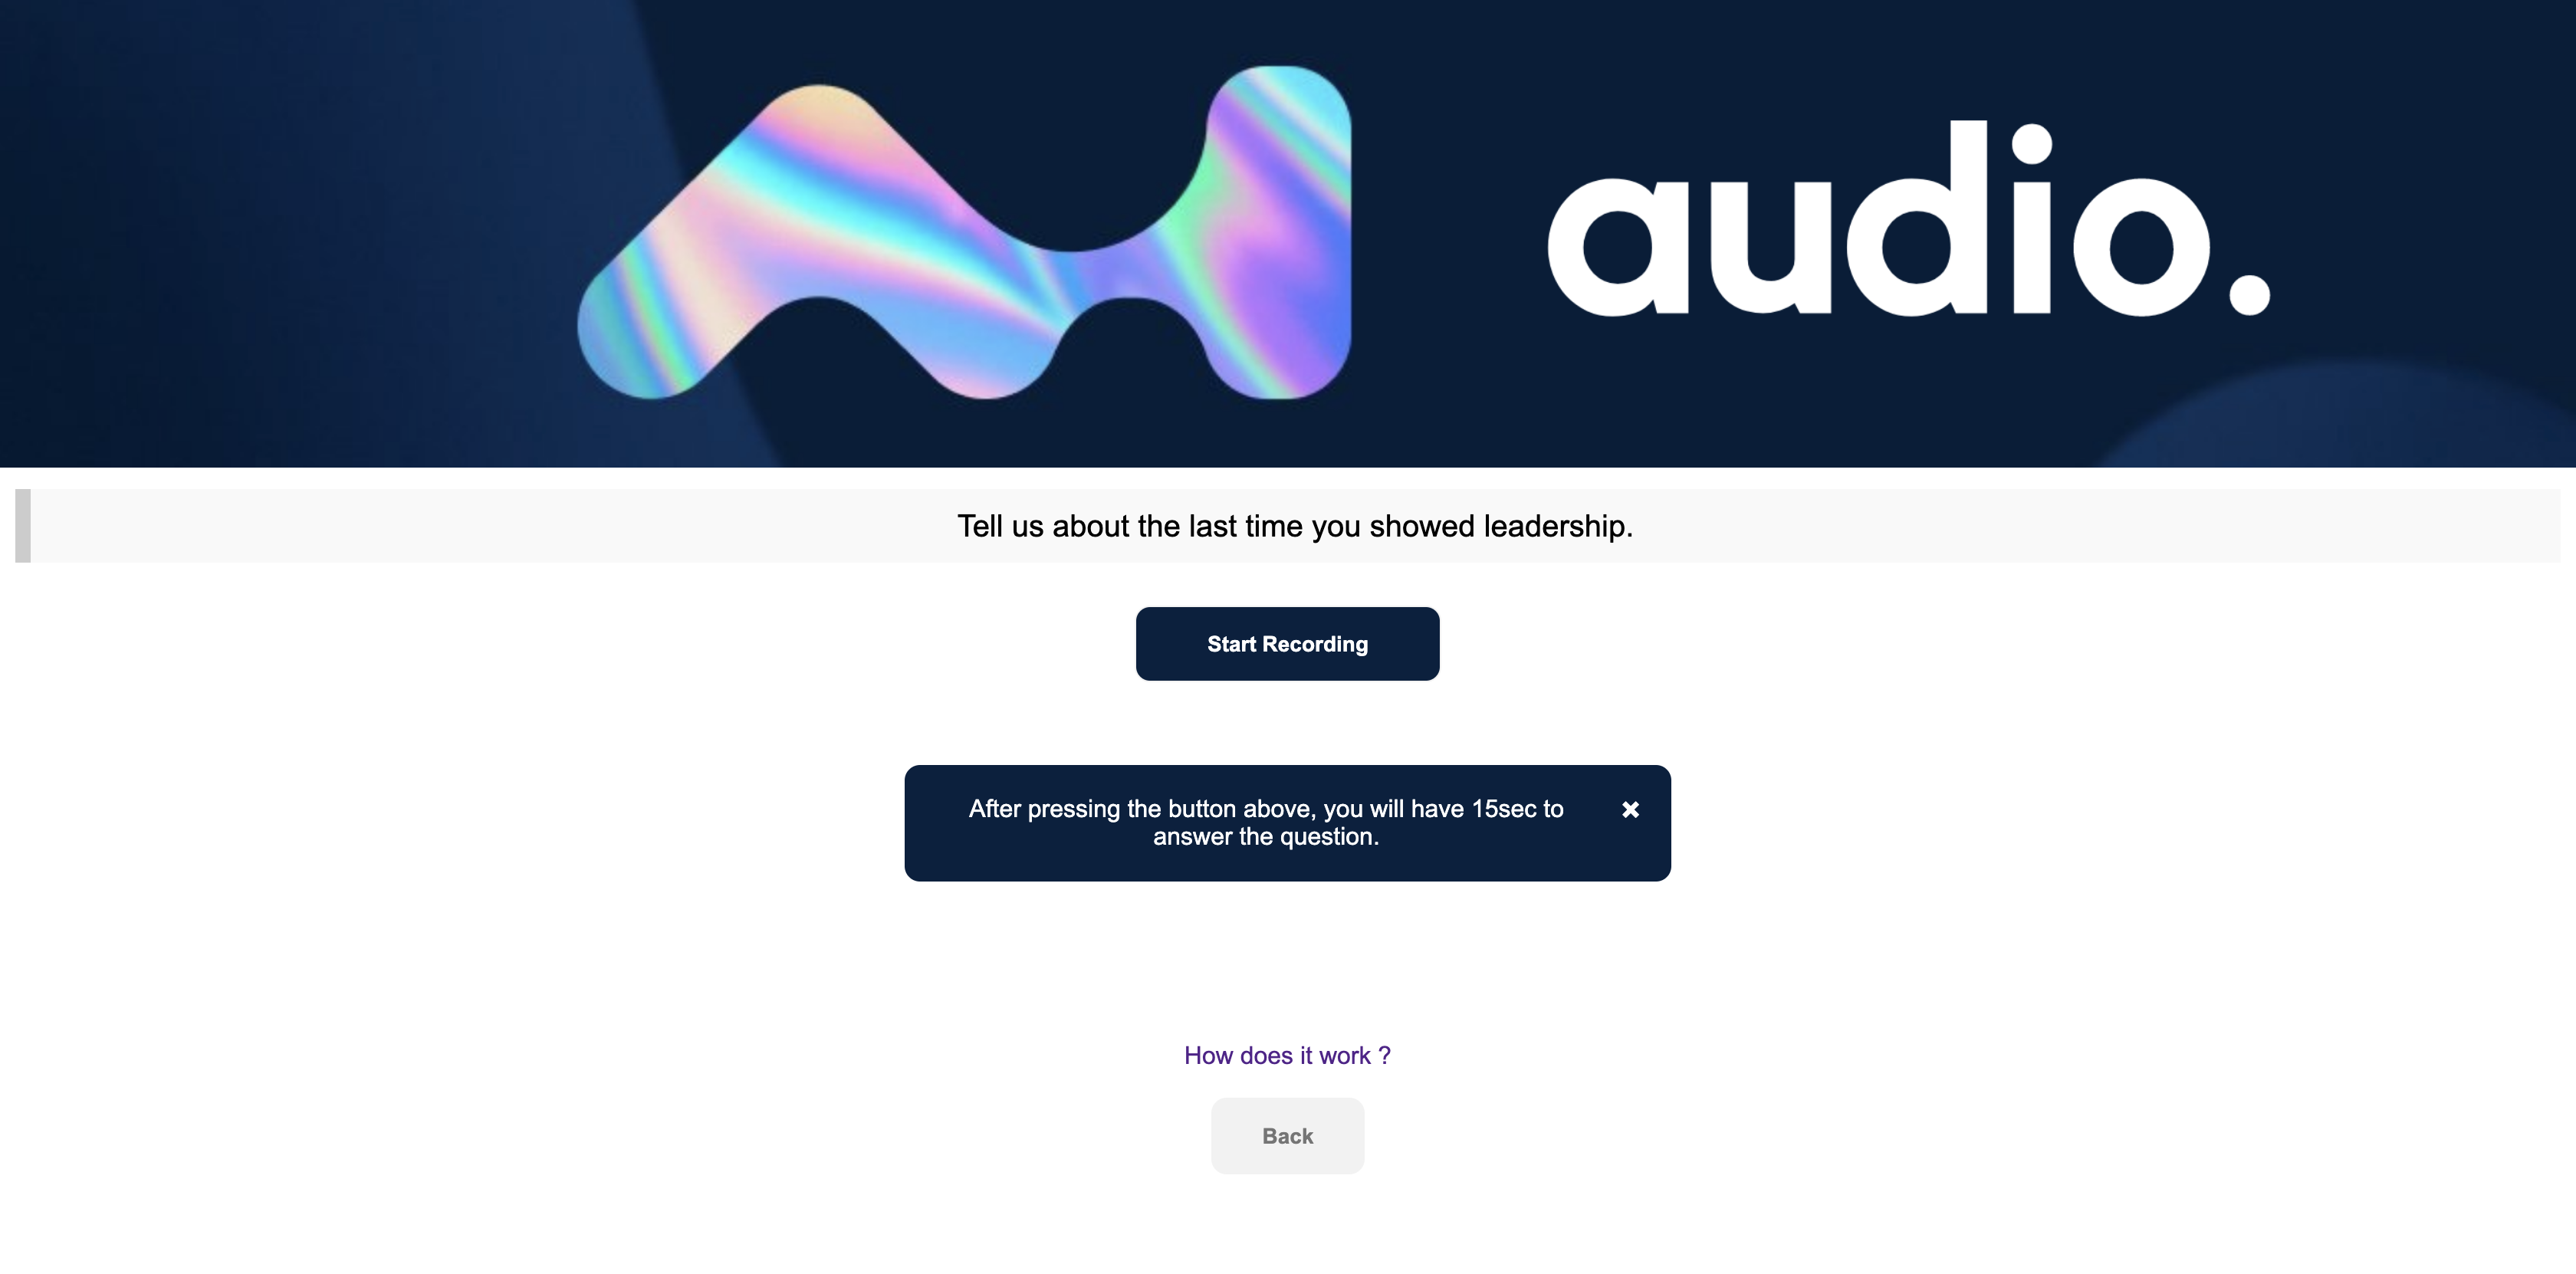 audio.
Tell us about the last time you showed leadership.
Start Recording
After pressing the button above, you will have 15sec to
answer the question.
✖
How does it work ?
Back